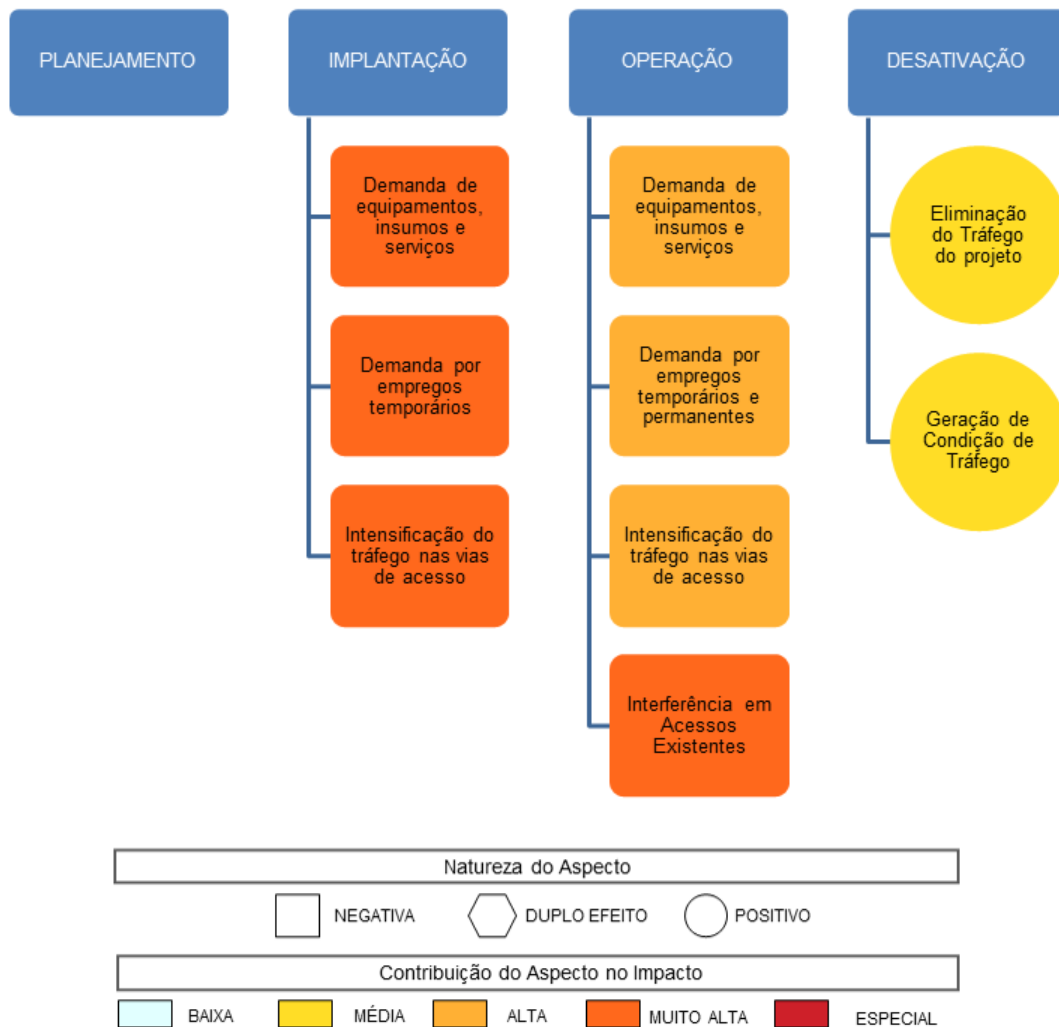 PLANEJAMENTO
IMPLANTAÇÃO
OPERAÇÃO
DESATIVAÇÃO
Demanda de
equipamentos,
insumos e
serviços
Demanda por
empregos
temporários
Intensificação do
tráfego nas vias
de acesso
Demanda de
equipamentos,
insumos e
serviços
Demanda por
empregos
temporários e
permanentes
Intensificação do
tráfego nas vias
de acesso
Interferência em
Acessos
Existentes
Eliminação
do Tráfego
do projeto
Geração de
Condição de
Tráfego
Natureza do Aspecto
NEGATIVA
DUPLO EFEITO
POSITIVO
Contribuição do Aspecto no Impacto
BAIXA
MÉDIA
ALTA
MUITO ALTA
ESPECIAL